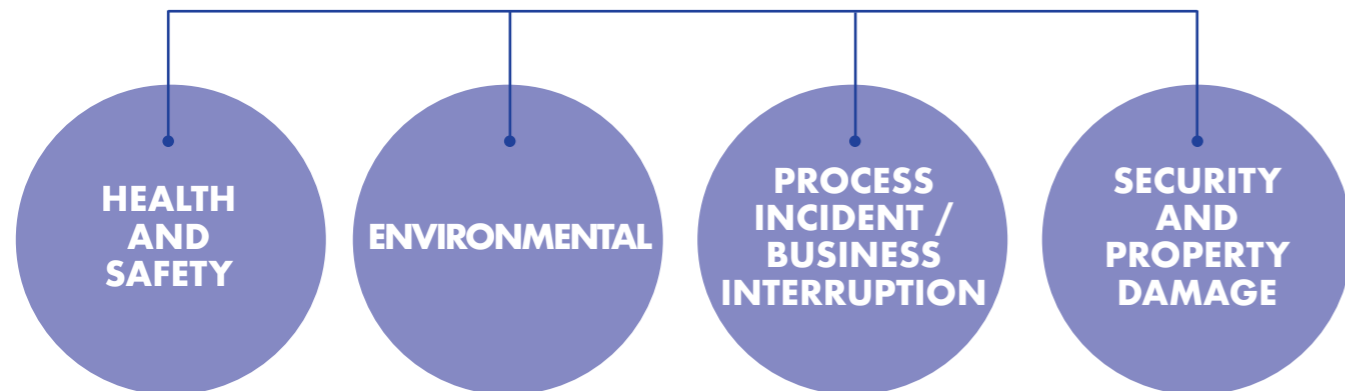 HEALTH
AND
SAFETY
ENVIRONMENTAL
PROCESS
INCIDENT /
BUSINESS
INTERRUPTION
SECURITY
AND
PROPERTY
DAMAGE